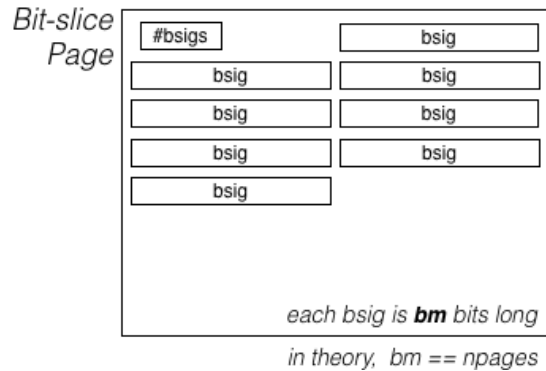 Bit-slice
Page
#bsigs
bsig
bsig
bsig
bsig
bsig
bsig
bsig
bsig
each bsig is bm bits long
in theory, bm == npages